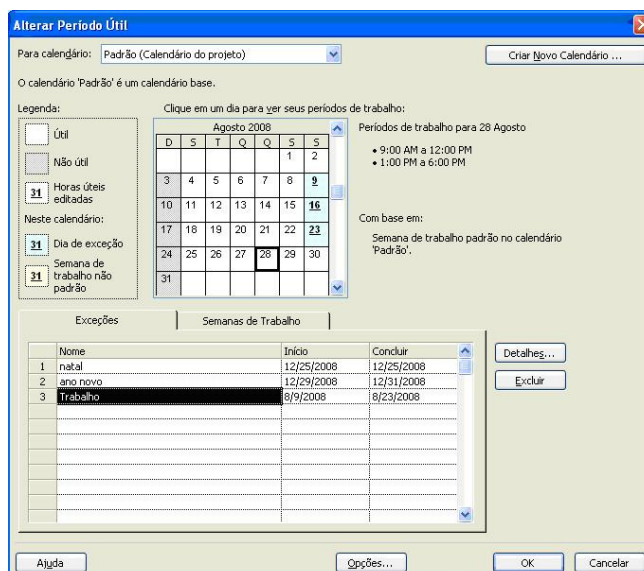 Alterar Período Útil
Para calendário: Padrão (Calendário do projeto) Criar Novo Calendário ...
O calendário 'Padrão' é um calendário base.
Legenda:
Útil
Não útil
31 Horas úteis editadas
Neste calendário:
31 Dia de exceção
31 Semana de trabalho não padrão
Clique em um dia para ver seus períodos de trabalho:
Agosto 2008
D S T Q Q S S
1 2
3 4 5 6 7 8 9
10 11 12 13 14 15 16
17 18 19 20 21 22 23
24 25 26 27 28 29 30
31
Períodos de trabalho para 28 Agosto
• 9:00 AM a 12:00 PM
• 1:00 PM a 6:00 PM
Com base em:
Semana de trabalho padrão no calendário
'Padrão'.
Exceções Semanas de Trabalho
Nome Início Concluir
1 natal 12/25/2008 12/25/2008
2 ano novo 12/29/2008 12/31/2008
3 Trabalho 8/9/2008 8/23/2008
Detalhes...
Excluir
Ajuda Opções... OK Cancelar